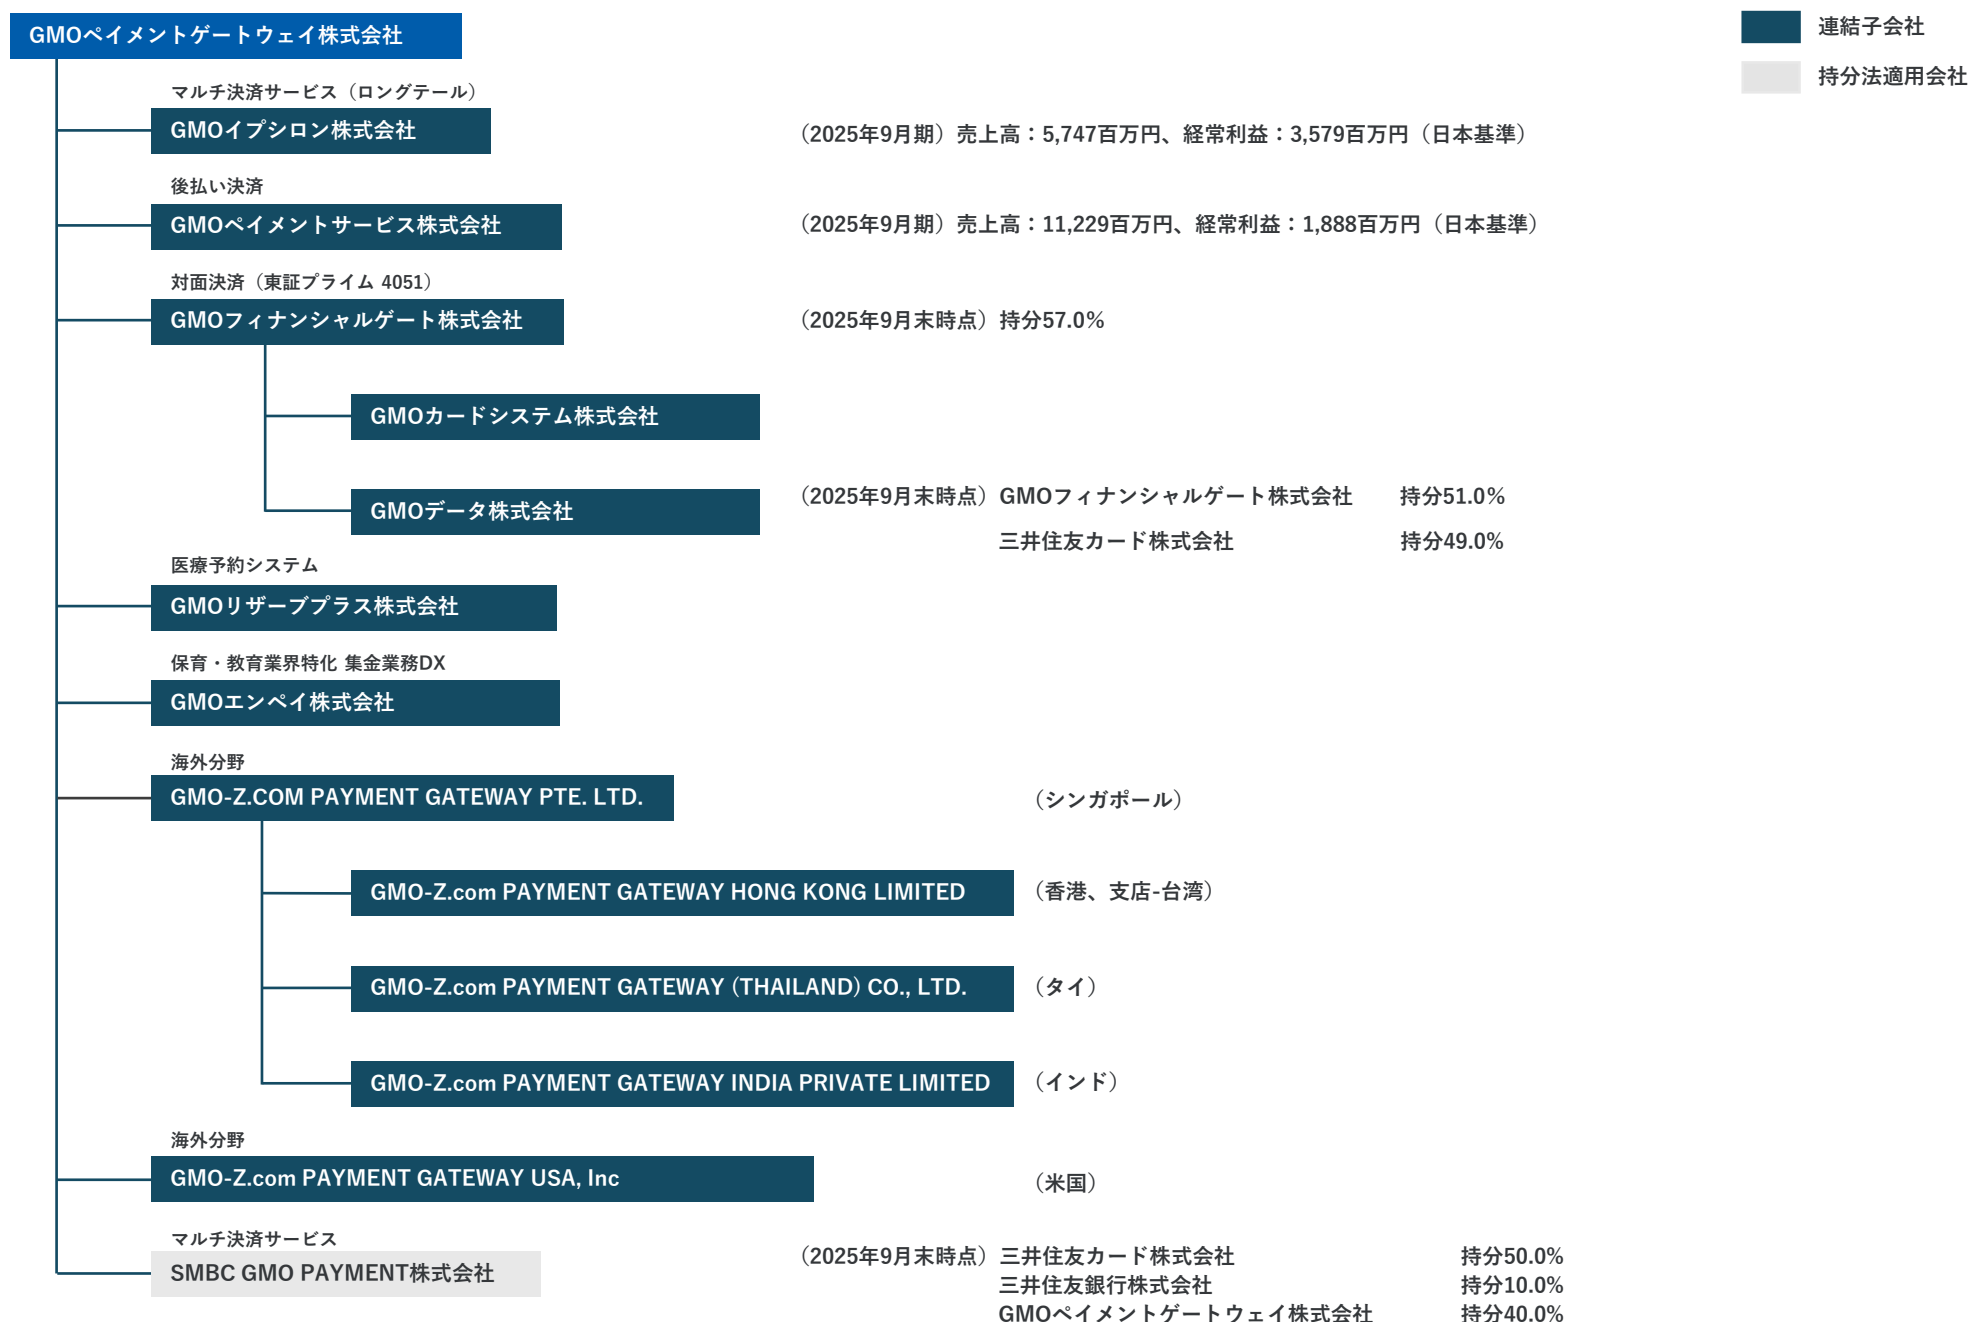 GMOペイメントゲートウェイ株式会社
連結子会社
持分法適用会社
マルチ決済サービス（ロングテール）
GMOイプシロン株式会社
（2025年9月期）売上高：5,747百万円、経常利益：3,579百万円（日本基準）
後払い決済
GMOペイメントサービス株式会社
（2025年9月期）売上高：11,229百万円、経常利益：1,888百万円（日本基準）
対面決済（東証プライム 4051）
GMOフィナンシャルゲート株式会社
（2025年9月末時点）持分57.0%
GMOカードシステム株式会社
GMOデータ株式会社
（2025年9月末時点）GMOフィナンシャルゲート株式会社 持分51.0%
三井住友カード株式会社 持分49.0%
医療予約システム
GMOリザーブプラス株式会社
保育・教育業界特化 集金業務DX
GMOエンペイ株式会社
海外分野
GMO-Z.COM PAYMENT GATEWAY PTE. LTD.
（シンガポール）
GMO-Z.com PAYMENT GATEWAY HONG KONG LIMITED
（香港、支店-台湾）
GMO-Z.com PAYMENT GATEWAY (THAILAND) CO., LTD.
（タイ）
GMO-Z.com PAYMENT GATEWAY INDIA PRIVATE LIMITED
（インド）
海外分野
GMO-Z.com PAYMENT GATEWAY USA, Inc
（米国）
マルチ決済サービス
SMBC GMO PAYMENT株式会社
（2025年9月末時点）三井住友カード株式会社 持分50.0%
三井住友銀行株式会社 持分10.0%
GMOペイメントゲートウェイ株式会社 持分40.0%